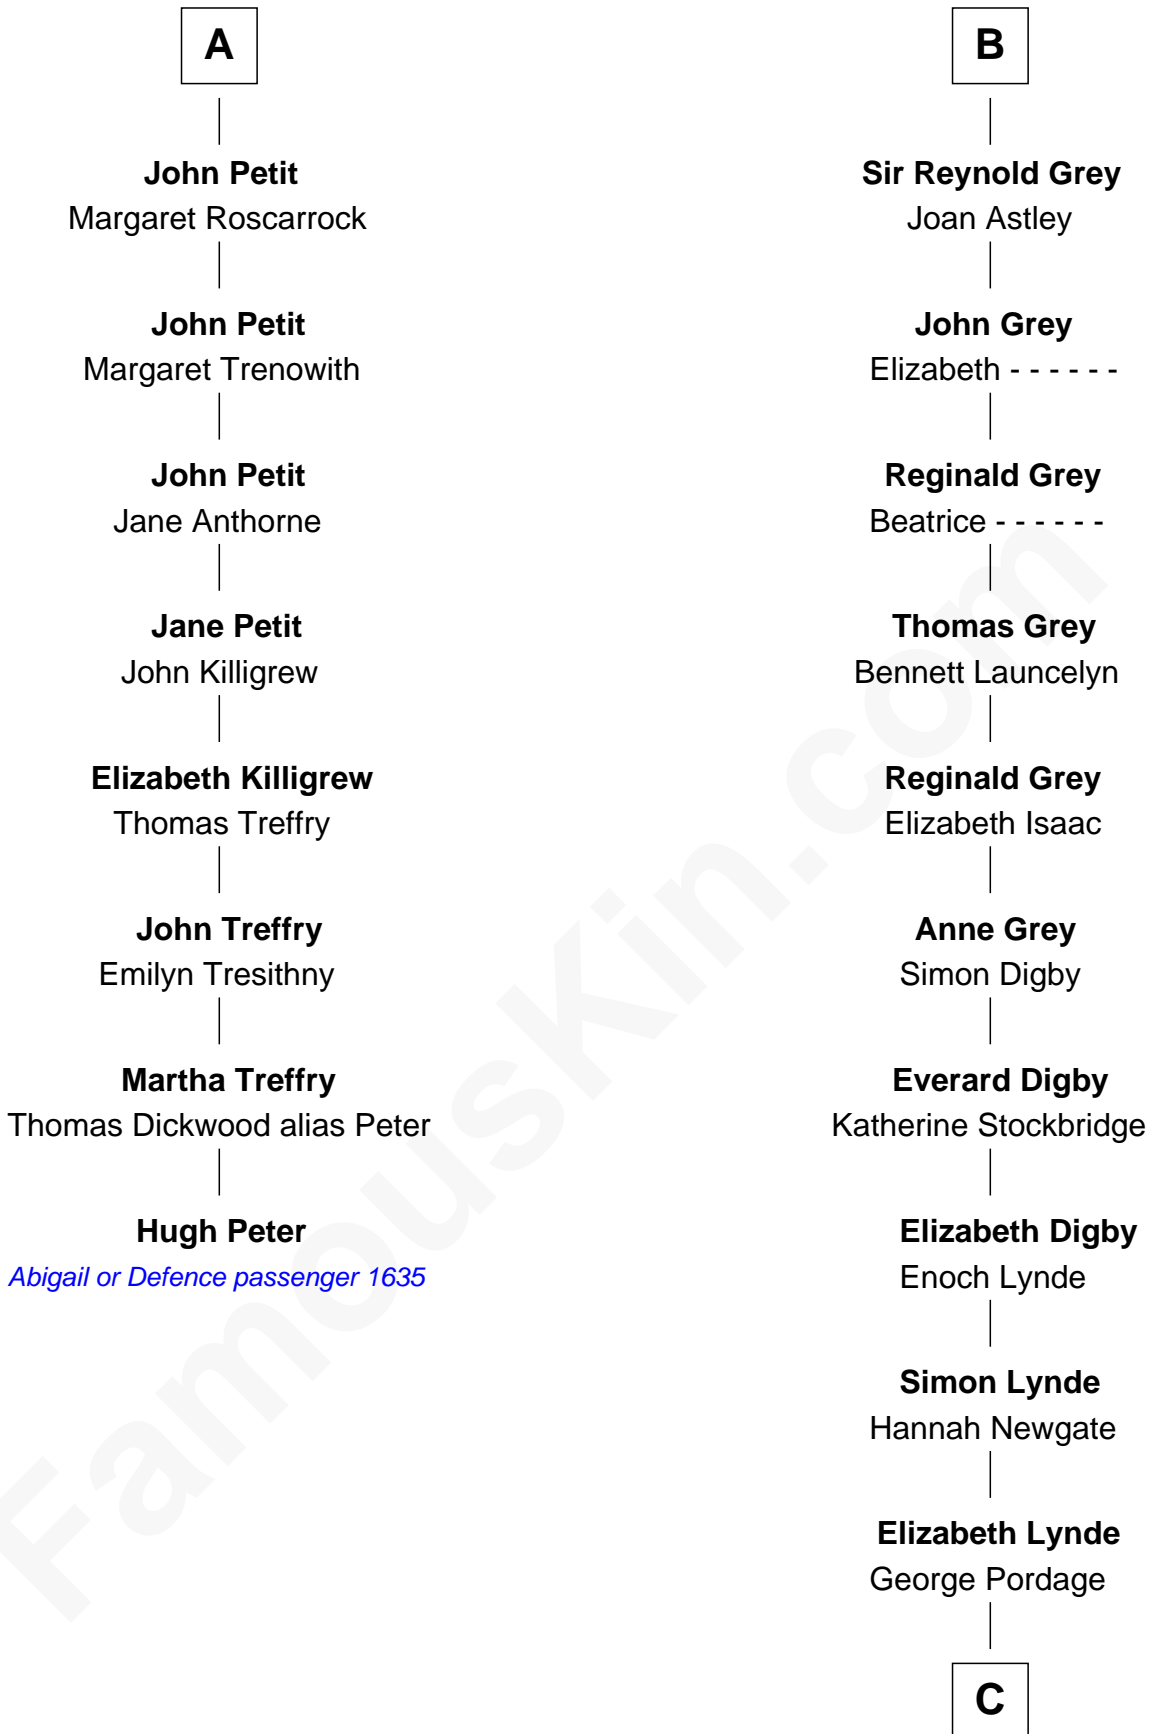 A
John Petit
Margaret Roscarrock
John Petit
Margaret Trenowith
John Petit
Jane Anthorne
Jane Petit
John Killigrew
Elizabeth Killigrew
Thomas Treffry
John Treffry
Emilyn Tresithny
Martha Treffry
Thomas Dickwood alias Peter
Hugh Peter
Abigail or Defence passenger 1635
B
Sir Reynold Grey
Joan Astley
John Grey
Elizabeth - - - - - -
Reginald Grey
Beatrice - - - - - -
Thomas Grey
Bennett Launcelyn
Reginald Grey
Elizabeth Isaac
Anne Grey
Simon Digby
Everard Digby
Katherine Stockbridge
Elizabeth Digby
Enoch Lynde
Simon Lynde
Hannah Newgate
Elizabeth Lynde
George Pordage
C
FamousKin.com